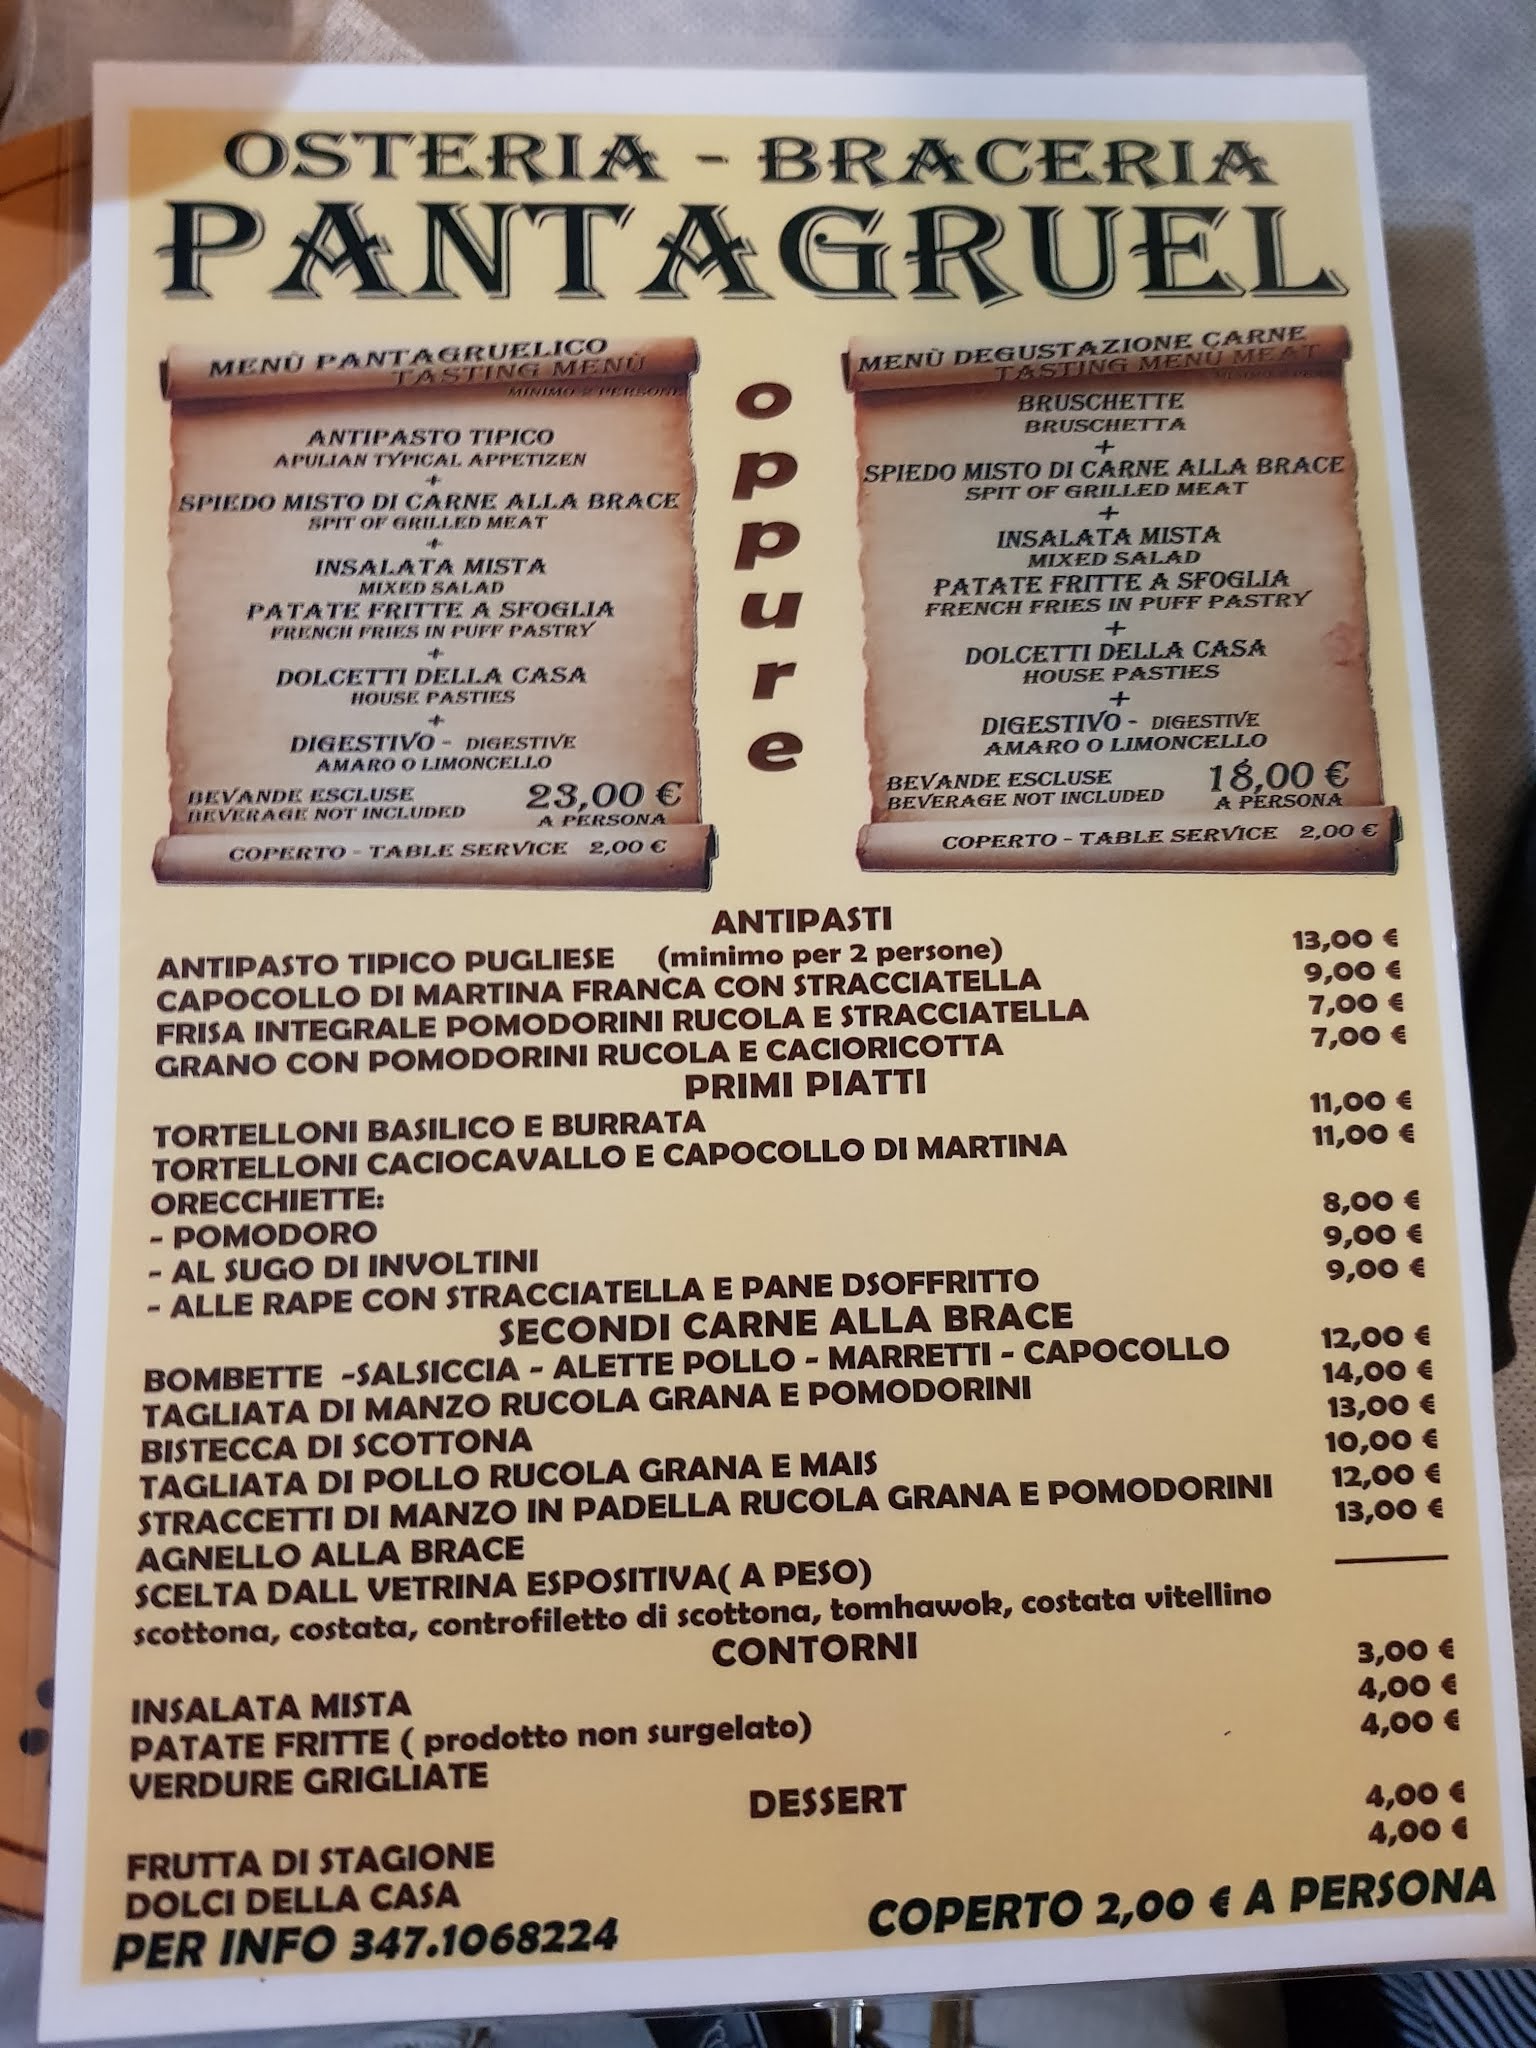 OSTERIA - BRACERIA
PANTAGRUEL
MENÙ PANTAGRUELICO
TASTING MENÙ
MINIMO 2 PERSONE
ANTIPASTO TIPICO
APULIAN TYPICAL APPETIZEN
+
SPIEDO MISTO DI CARNE ALLA BRACE
SPIT OF GRILLED MEAT
+
INSALATA MISTA
MIXED SALAD
PATATE FRITTE A SFOGLIA
FRENCH FRIES IN PUFF PASTRY
+
DOLCETTI DELLA CASA
HOUSE PASTIES
+
DIGESTIVO - DIGESTIVE
AMARO O LIMONCELLO
BEVANDE ESCLUSE 23,00 €
BEVERAGE NOT INCLUDED A PERSONA
COPERTO - TABLE SERVICE 2,00 €
oppure
MENÙ DEGUSTAZIONE CARNE
TASTING MENÙ MEAT
BRUSCHETTE
BRUSCHETTA
+
SPIEDO MISTO DI CARNE ALLA BRACE
SPIT OF GRILLED MEAT
+
INSALATA MISTA
MIXED SALAD
PATATE FRITTE A SFOGLIA
FRENCH FRIES IN PUFF PASTRY
+
DOLCETTI DELLA CASA
HOUSE PASTIES
+
DIGESTIVO - DIGESTIVE
AMARO O LIMONCELLO
BEVANDE ESCLUSE 18,00 €
BEVERAGE NOT INCLUDED A PERSONA
COPERTO - TABLE SERVICE 2,00 €
ANTIPASTI
ANTIPASTO TIPICO PUGLIESE (minimo per 2 persone) 13,00 €
CAPOCOLLO DI MARTINA FRANCA CON STRACCIATELLA 9,00 €
FRISA INTEGRALE POMODORINI RUCOLA E STRACCIATELLA 7,00 €
GRANO CON POMODORINI RUCOLA E CACIORICOTTA 7,00 €
PRIMI PIATTI
TORTELLONI BASILICO E BURRATA 11,00 €
TORTELLONI CACIOCAVALLO E CAPOCOLLO DI MARTINA 11,00 €
ORECCHIETTE:
- POMODORO 8,00 €
- AL SUGO DI INVOLTINI 9,00 €
- ALLE RAPE CON STRACCIATELLA E PANE DSOFFRITTO 9,00 €
SECONDI CARNE ALLA BRACE
BOMBETTE -SALSICCIA - ALETTE POLLO - MARRETTI - CAPOCOLLO 12,00 €
TAGLIATA DI MANZO RUCOLA GRANA E POMODORINI 14,00 €
BISTECCA DI SCOTTONA 13,00 €
TAGLIATA DI POLLO RUCOLA GRANA E MAIS 10,00 €
STRACCETTI DI MANZO IN PADELLA RUCOLA GRANA E POMODORINI 12,00 €
AGNELLO ALLA BRACE 13,00 €
SCELTA DALL VETRINA ESPOSITIVA( A PESO)
scottona, costata, controfiletto di scottona, tomhawok, costata vitellino
CONTORNI
INSALATA MISTA 3,00 €
PATATE FRITTE ( prodotto non surgelato) 4,00 €
VERDURE GRIGLIATE 4,00 €
DESSERT
FRUTTA DI STAGIONE 4,00 €
DOLCI DELLA CASA 4,00 €
PER INFO 347.1068224 COPERTO 2,00 € A PERSONA